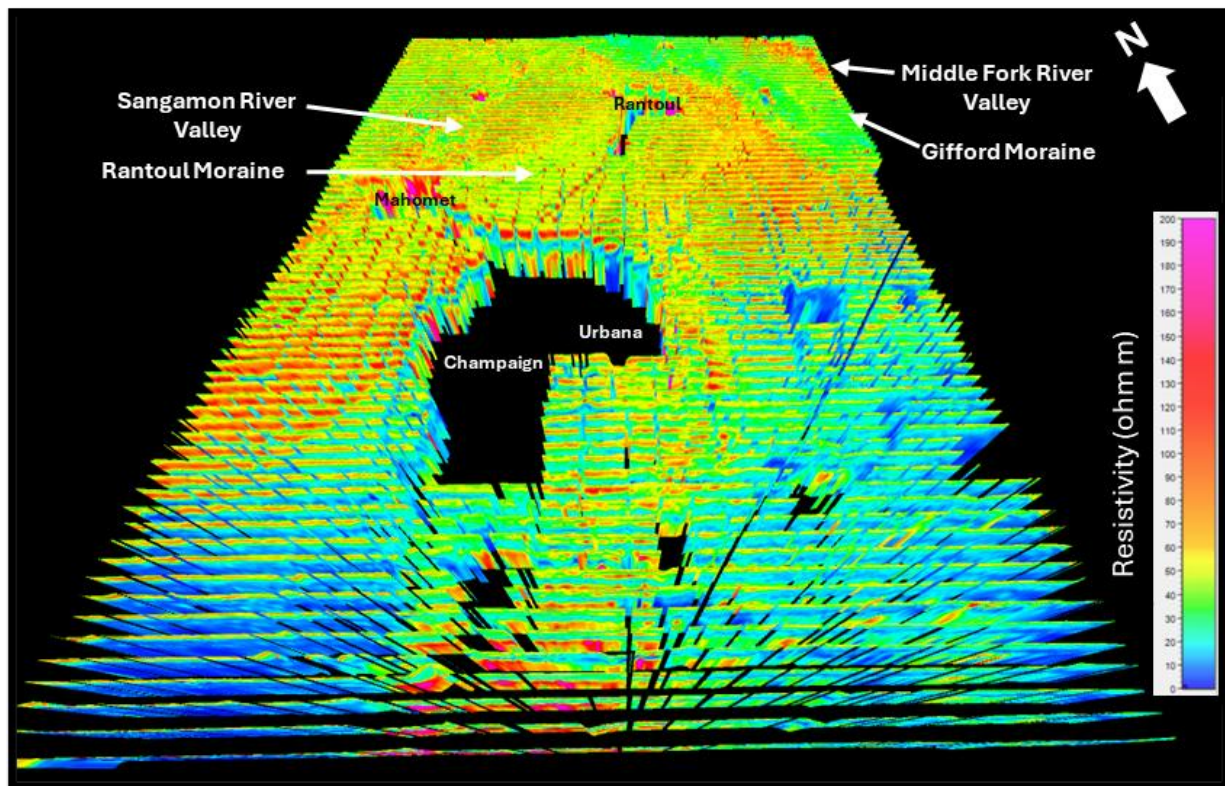 N
Sangamon River
Valley
Rantoul
Middle Fork River
Valley
Rantoul Moraine
Gifford Moraine
Mahomet
Urbana
Champaign
Resistivity (ohm m)
200
190
180
170
160
150
140
130
120
110
100
90
80
70
60
50
40
30
20
10
0